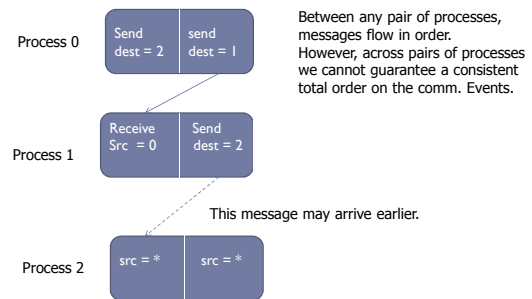 Process 0
Send
dest = 2
send
dest = 1
Between any pair of processes,
messages flow in order.
However, across pairs of processes
we cannot guarantee a consistent
total order on the comm. Events.
Process 1
Receive
Src = 0
Send
dest = 2
This message may arrive earlier.
Process 2
src = *
src = *